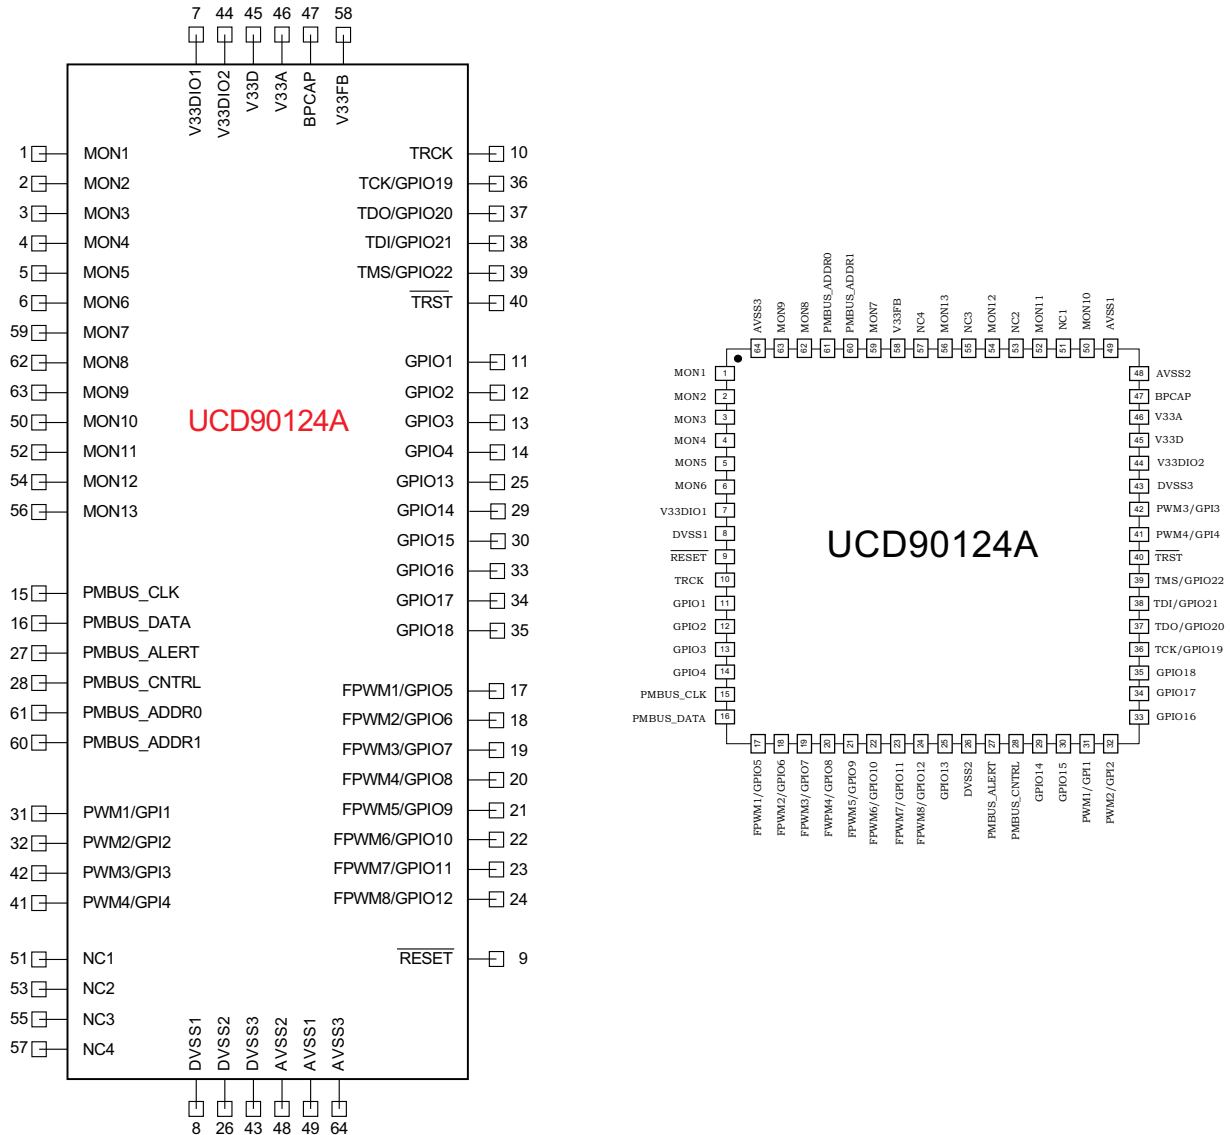 7 44 45 46 47 58
V33DIO1 V33DIO2 V33D V33A BPCAP V33FB
1 MON1 TRCK 10
2 MON2 TCK/GPIO19 36
3 MON3 TDO/GPIO20 37
4 MON4 TDI/GPIO21 38
5 MON5 TMS/GPIO22 39
6 MON6 TRST 40
59 MON7
62 MON8 GPIO1 11
63 MON9 GPIO2 12
50 MON10 UCD90124A GPIO3 13
52 MON11 GPIO4 14
54 MON12 GPIO13 25
56 MON13 GPIO14 29
GPIO15 30
GPIO16 33
15 PMBUS_CLK GPIO17 34
16 PMBUS_DATA GPIO18 35
27 PMBUS_ALERT
28 PMBUS_CNTRL FPWM1/GPIO5 17
61 PMBUS_ADDR0 FPWM2/GPIO6 18
60 PMBUS_ADDR1 FPWM3/GPIO7 19
FPWM4/GPIO8 20
31 PWM1/GPI1 FPWM5/GPIO9 21
32 PWM2/GPI2 FPWM6/GPIO10 22
42 PWM3/GPI3 FPWM7/GPIO11 23
41 PWM4/GPI4 FPWM8/GPIO12 24
51 NC1 RESET 9
53 NC2
55 NC3
57 NC4
DVSS1 DVSS2 DVSS3 AVSS2 AVSS1 AVSS3
8 26 43 48 49 64
AVSS3 MON9 MON8 PMBUS_ADDR0 PMBUS_ADDR1 MON7 V33FB NC4 MON13 NC3 MON12 NC2 MON11 NC1 MON10 AVSS1
64 63 62 61 60 59 58 57 56 55 54 53 52 51 50 49
MON1 1 48 AVSS2
MON2 2 47 BPCAP
MON3 3 46 V33A
MON4 4 45 V33D
MON5 5 44 V33DIO2
MON6 6 43 DVSS3
V33DIO1 7 42 PWM3/GPI3
DVSS1 8 41 PWM4/GPI4
UCD90124A
RESET 9 40 TRST
TRCK 10 39 TMS/GPIO22
GPIO1 11 38 TDI/GPIO21
GPIO2 12 37 TDO/GPIO20
GPIO3 13 36 TCK/GPIO19
GPIO4 14 35 GPIO18
PMBUS_CLK 15 34 GPIO17
PMBUS_DATA 16 33 GPIO16
17 18 19 20 21 22 23 24 25 26 27 28 29 30 31 32
FPWM1/GPIO5 FPWM2/GPIO6 FPWM3/GPIO7 FWPM4/GPIO8 FPWM5/GPIO9 FPWM6/GPIO10 FPWM7/GPIO11 FPWM8/GPIO12 GPIO13 DVSS2 PMBUS_ALERT PMBUS_CNTRL GPIO14 GPIO15 PWM1/GPI1 PWM2/GPI2